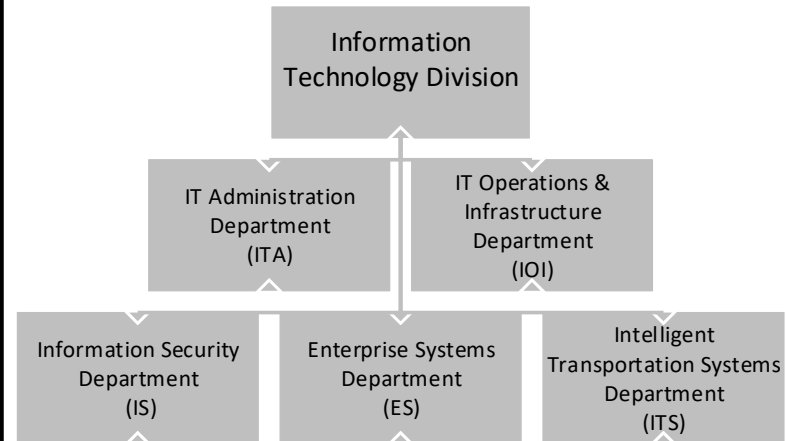 Information
Technology Division
IT Administration
Department
(ITA)
IT Operations &
Infrastructure
Department
(IOI)
Information Security
Department
(IS)
Enterprise Systems
Department
(ES)
Intelligent
Transportation Systems
Department
(ITS)